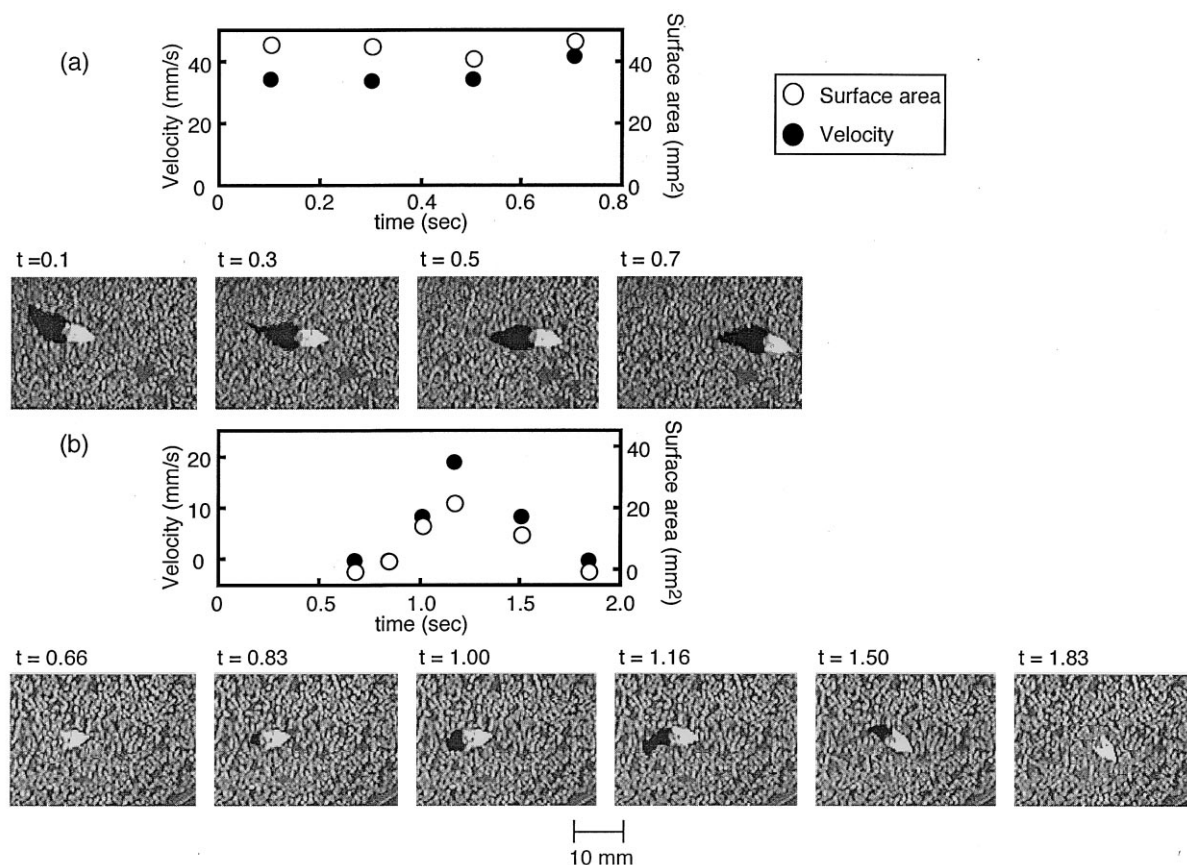 (a)
Velocity (mm/s)
40
20
0
Surface area (mm²)
40
20
0
0 0.2 0.4 0.6 0.8
time (sec)
Surface area
Velocity
t =0.1 t = 0.3 t = 0.5 t = 0.7
(b)
Velocity (mm/s)
20
10
0
Surface area (mm²)
40
20
0
0 0.5 1.0 1.5 2.0
time (sec)
t = 0.66 t = 0.83 t = 1.00 t = 1.16 t = 1.50 t = 1.83
10 mm